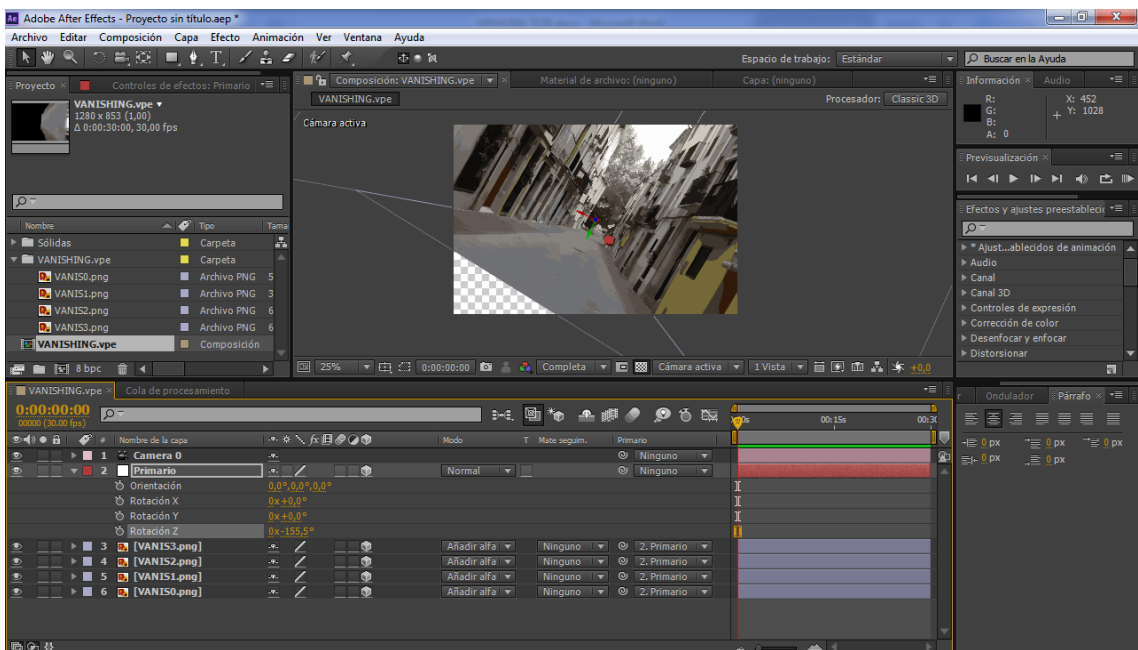 Ae Adobe After Effects - Proyecto sin título.aep *
Archivo Editar Composición Capa Efecto Animación Ver Ventana Ayuda
Espacio de trabajo: Estándar Buscar en la Ayuda
Proyecto × Controles de efectos: Primario
Composición: VANISHING.vpe × Material de archivo: (ninguno) Capa: (ninguno)
Información × Audio
VANISHING.vpe
1280 x 853 (1,00)
Δ 0:00:30:00, 30,00 fps
VANISHING.vpe Procesador: Classic 3D
Cámara activa
R: X: 452
G: Y: 1028
B:
A: 0
Previsualización ×
Efectos y ajustes preestableci
Nombre Tipo Tama
Sólidas Carpeta
VANISHING.vpe Carpeta
VANIS0.png Archivo PNG 5
VANIS1.png Archivo PNG 3
VANIS2.png Archivo PNG 6
VANIS3.png Archivo PNG 6
VANISHING.vpe Composición
* Ajust...ablecidos de animación
Audio
Canal
Canal 3D
Controles de expresión
Corrección de color
Desenfocar y enfocar
Distorsionar
8 bpc
25% 0:00:00:00 Completa Cámara activa 1 Vista +0,0
VANISHING.vpe × Cola de procesamiento
r Ondulador Párrafo ×
0:00:00:00
00000 (30.00 fps)
00:15s
# Nombre de la capa Modo T Mate seguim. Primario
1 Camera 0 Ninguno
2 Primario Normal Ninguno
Orientación 0,0°,0,0°,0,0°
Rotación X 0x+0,0°
Rotación Y 0x+0,0°
Rotación Z 0x-155,5°
3 [VANIS3.png] Añadir alfa Ninguno 2. Primario
4 [VANIS2.png] Añadir alfa Ninguno 2. Primario
5 [VANIS1.png] Añadir alfa Ninguno 2. Primario
6 [VANIS0.png] Añadir alfa Ninguno 2. Primario
0 px 0 px 0 px
0 px 0 px